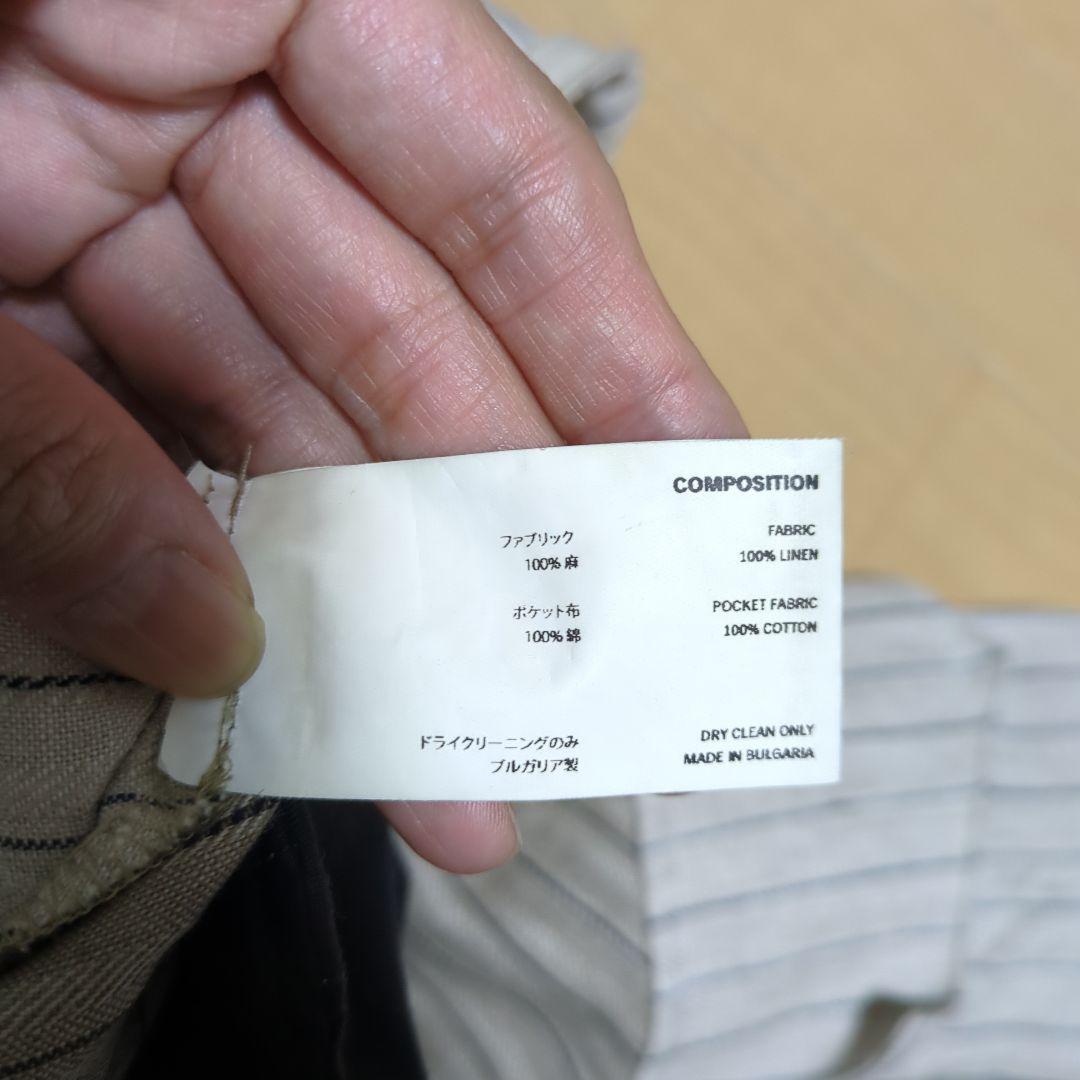 COMPOSITION
ファブリック
100% 麻
ポケット布
100% 綿
ドライクリーニングのみ
ブルガリア製
FABRIC
100% LINEN
POCKET FABRIC
100% COTTON
DRY CLEAN ONLY
MADE IN BULGARIA